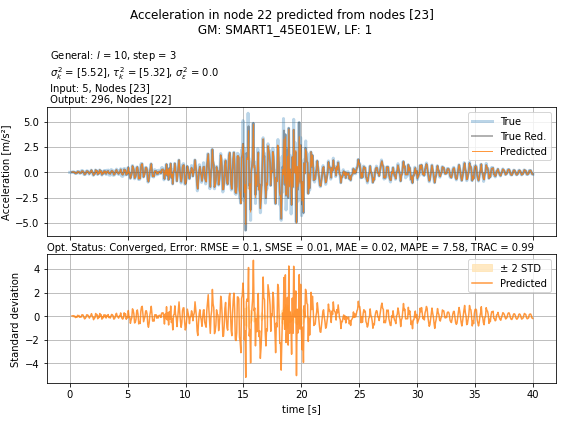 Acceleration in node 22 predicted from nodes [23]
GM: SMART1_45E01EW, LF: 1
General: l = 10, step = 3
σ²ₖ = [5.52], τ²ₖ = [5.32], σ²ε = 0.0
Input: 5, Nodes [23]
Output: 296, Nodes [22]
Acceleration [m/s²]
5.0
2.5
0.0
−2.5
−5.0
True
True Red.
Predicted
Opt. Status: Converged, Error: RMSE = 0.1, SMSE = 0.01, MAE = 0.02, MAPE = 7.58, TRAC = 0.99
Standard deviation
4
2
0
−2
−4
± 2 STD
Predicted
0 5 10 15 20 25 30 35 40
time [s]